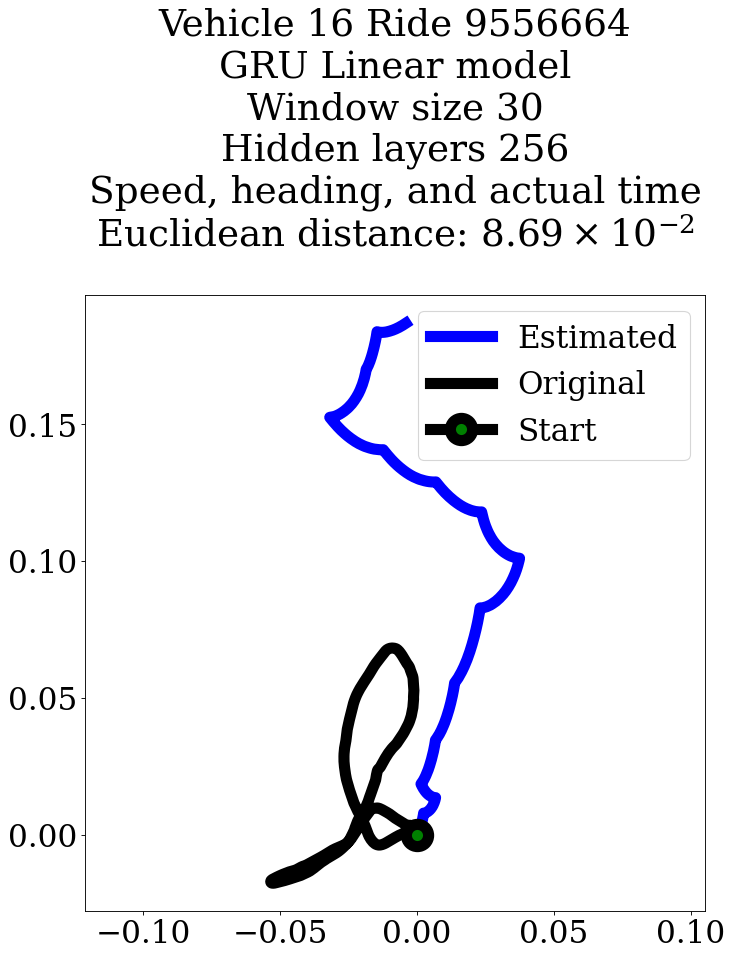 Vehicle 16 Ride 9556664
GRU Linear model
Window size 30
Hidden layers 256
Speed, heading, and actual time
Euclidean distance: 8.69 × 10⁻²
Estimated
Original
Start
0.15
0.10
0.05
0.00
−0.10 −0.05 0.00 0.05 0.10